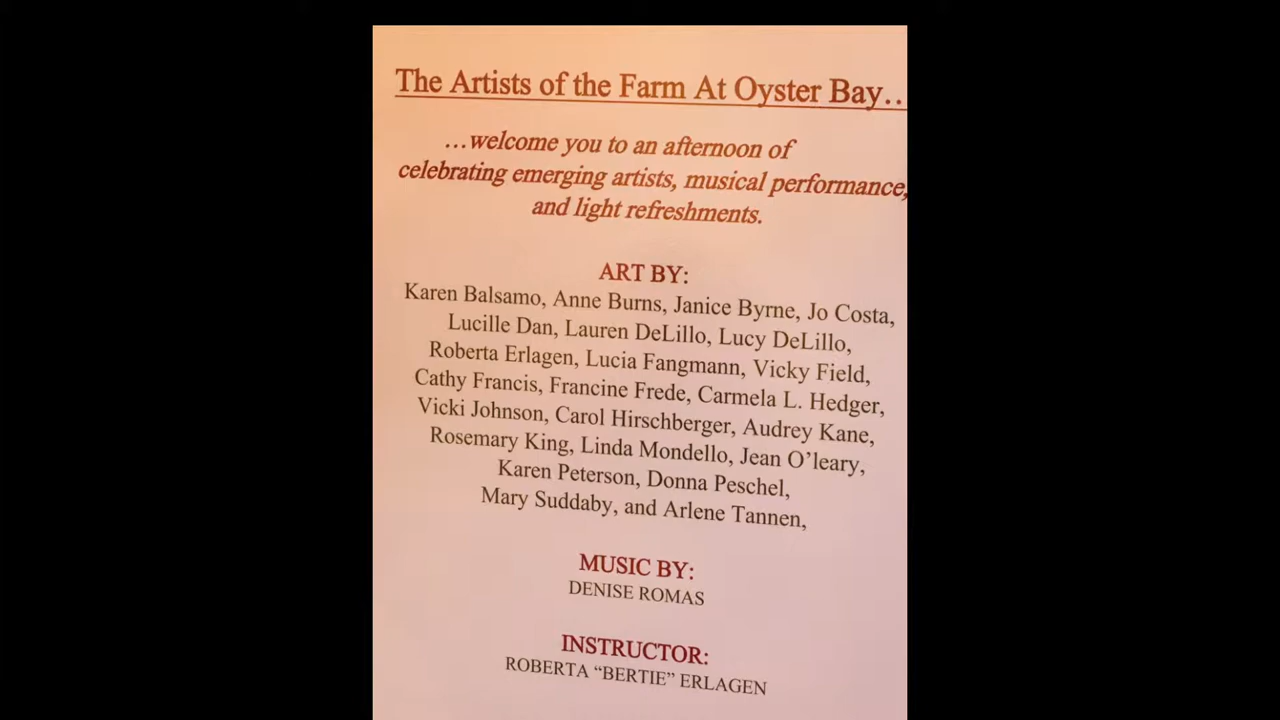 The Artists of the Farm At Oyster Bay…
…welcome you to an afternoon of
celebrating emerging artists, musical performance,
and light refreshments.
ART BY:
Karen Balsamo, Anne Burns, Janice Byrne, Jo Costa,
Lucille Dan, Lauren DeLillo, Lucy DeLillo,
Roberta Erlagen, Lucia Fangmann, Vicky Field,
Cathy Francis, Francine Frede, Carmela L. Hedger,
Vicki Johnson, Carol Hirschberger, Audrey Kane,
Rosemary King, Linda Mondello, Jean O’leary,
Karen Peterson, Donna Peschel,
Mary Suddaby, and Arlene Tannen,
MUSIC BY:
DENISE ROMAS
INSTRUCTOR:
ROBERTA “BERTIE” ERLAGEN